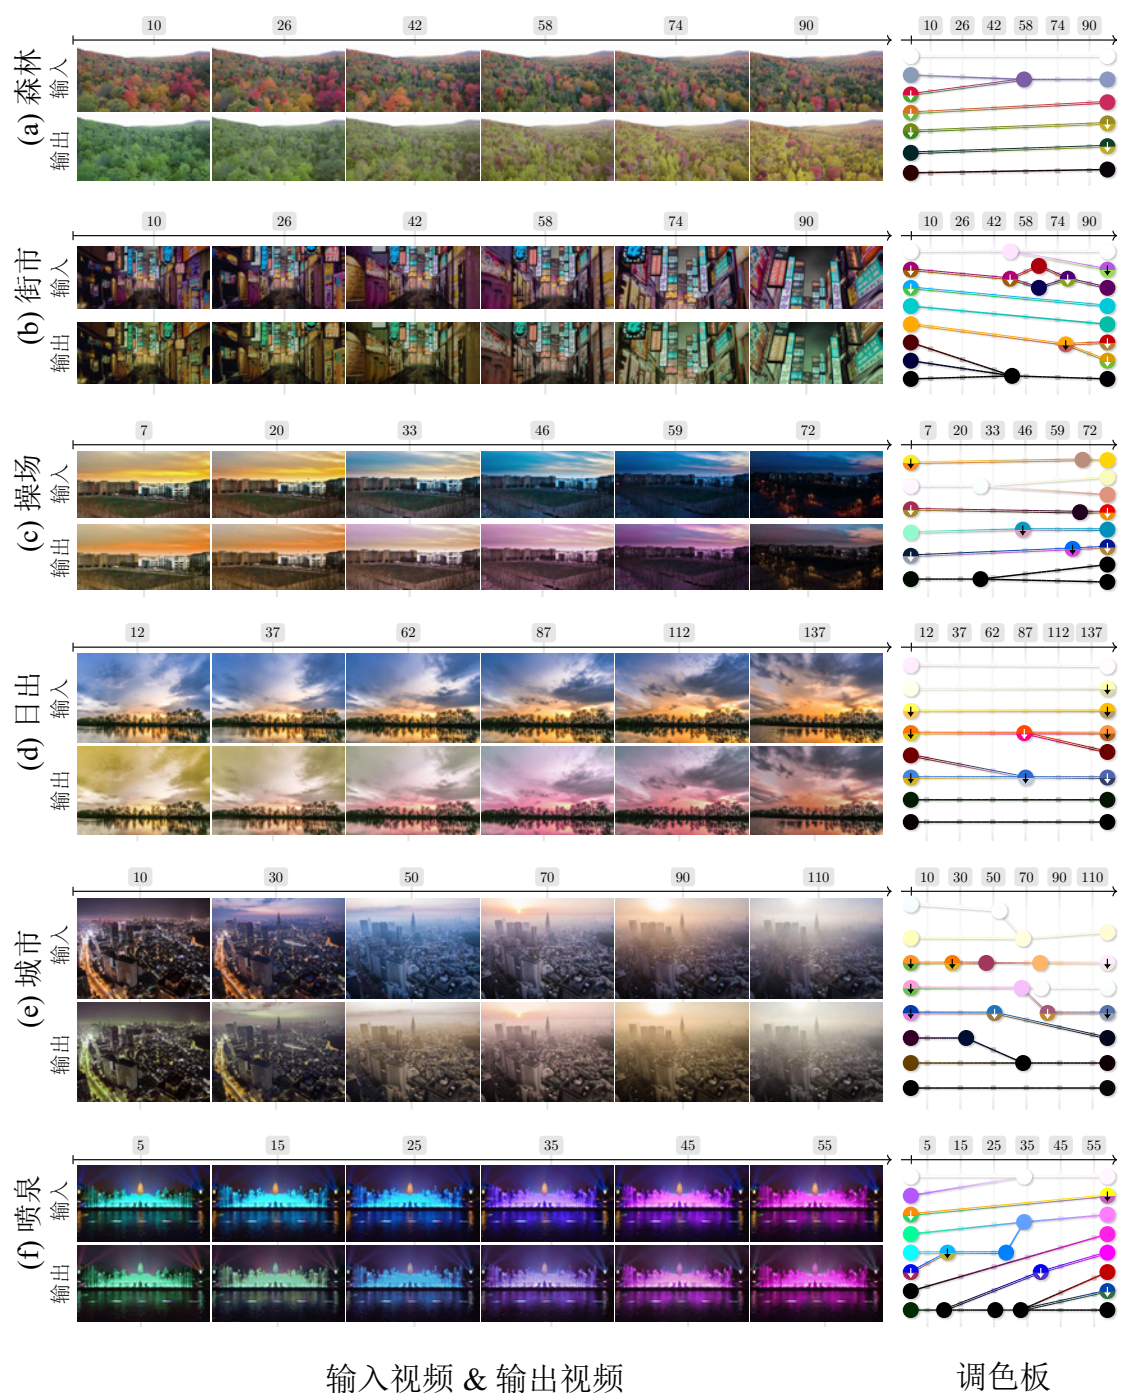 10 26 42 58 74 90 10 26 42 58 74 90
(a) 森林
输入
输出
10 26 42 58 74 90 10 26 42 58 74 90
(b) 街市
输入
输出
7 20 33 46 59 72 7 20 33 46 59 72
(c) 操场
输入
输出
12 37 62 87 112 137 12 37 62 87 112 137
(d) 日出
输入
输出
10 30 50 70 90 110 10 30 50 70 90 110
(e) 城市
输入
输出
5 15 25 35 45 55 5 15 25 35 45 55
(f) 喷泉
输入
输出
输入视频 & 输出视频 调色板